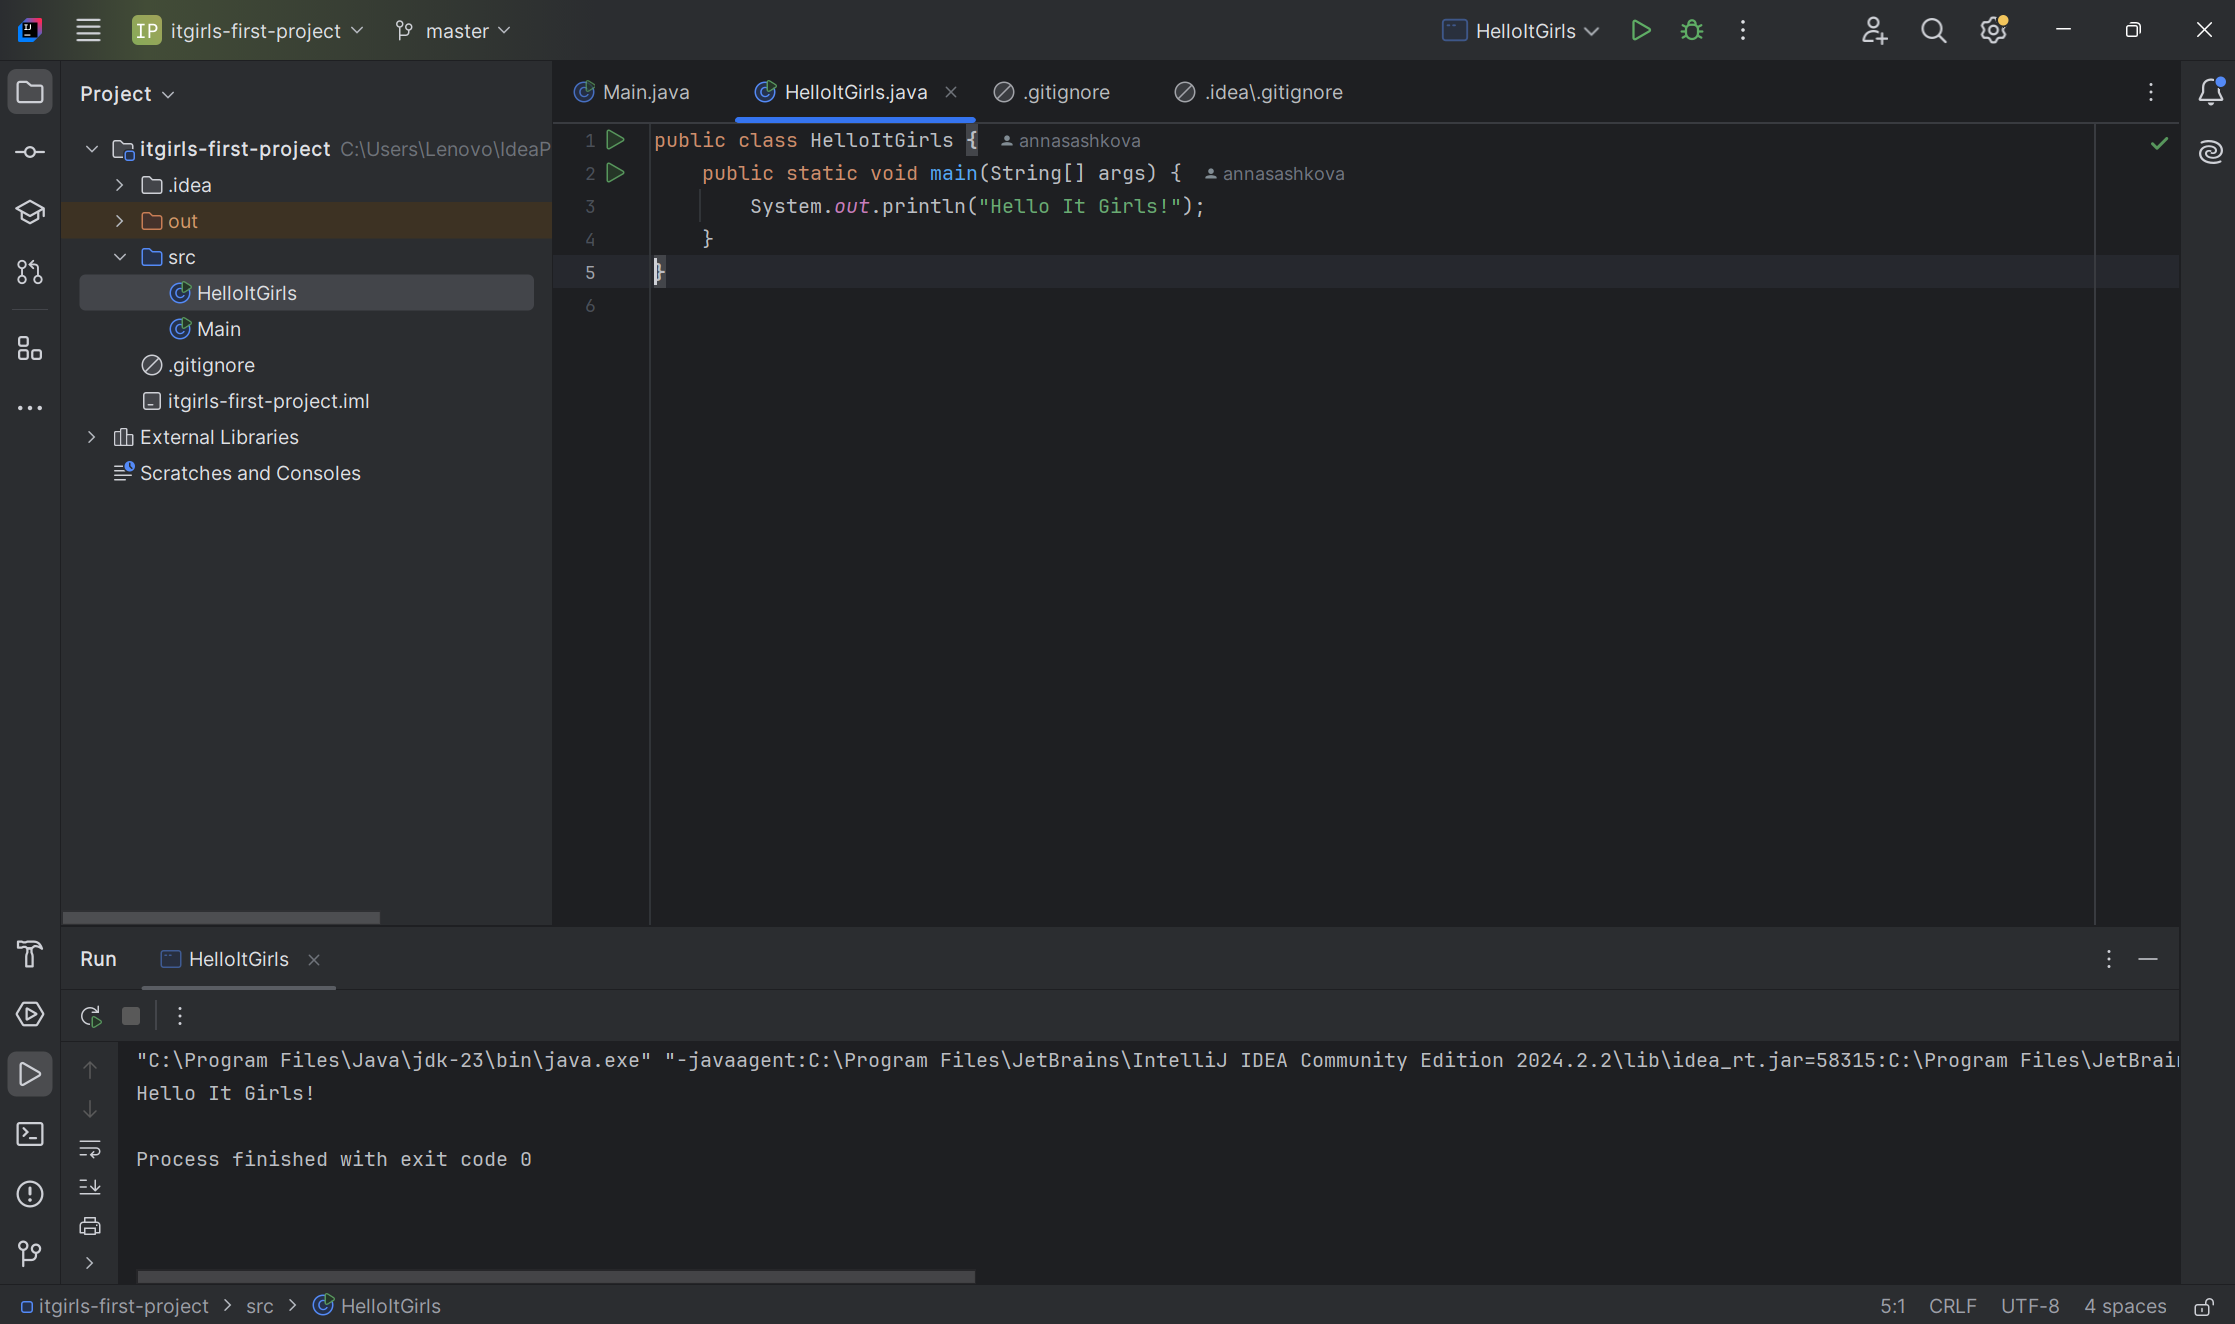 IP itgirls-first-project master HelloItGirls
Project
Main.java HelloItGirls.java .gitignore .idea\.gitignore
itgirls-first-project C:\Users\Lenovo\IdeaP
.idea
out
src
HelloItGirls
Main
.gitignore
itgirls-first-project.iml
External Libraries
Scratches and Consoles
1 public class HelloItGirls { annasashkova
2 public static void main(String[] args) { annasashkova
3 System.out.println("Hello It Girls!");
4 }
5 }
6
Run HelloItGirls
"C:\Program Files\Java\jdk-23\bin\java.exe" "-javaagent:C:\Program Files\JetBrains\IntelliJ IDEA Community Edition 2024.2.2\lib\idea_rt.jar=58315:C:\Program Files\JetBrai
Hello It Girls!
Process finished with exit code 0
itgirls-first-project > src > HelloItGirls 5:1 CRLF UTF-8 4 spaces